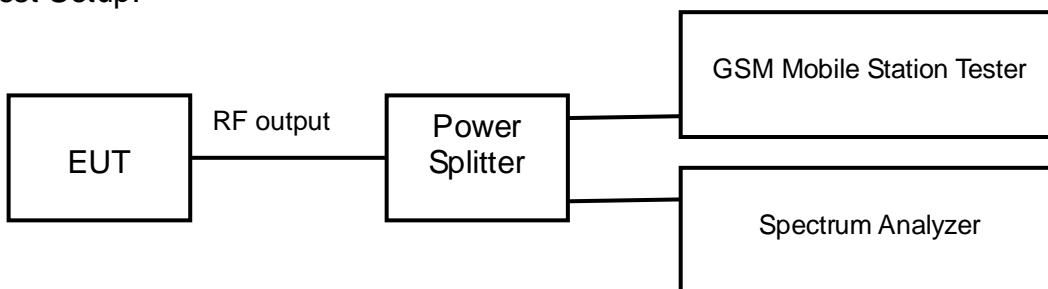 GSM Mobile Station Tester
RF output
Power
Splitter
EUT
Spectrum Analyzer